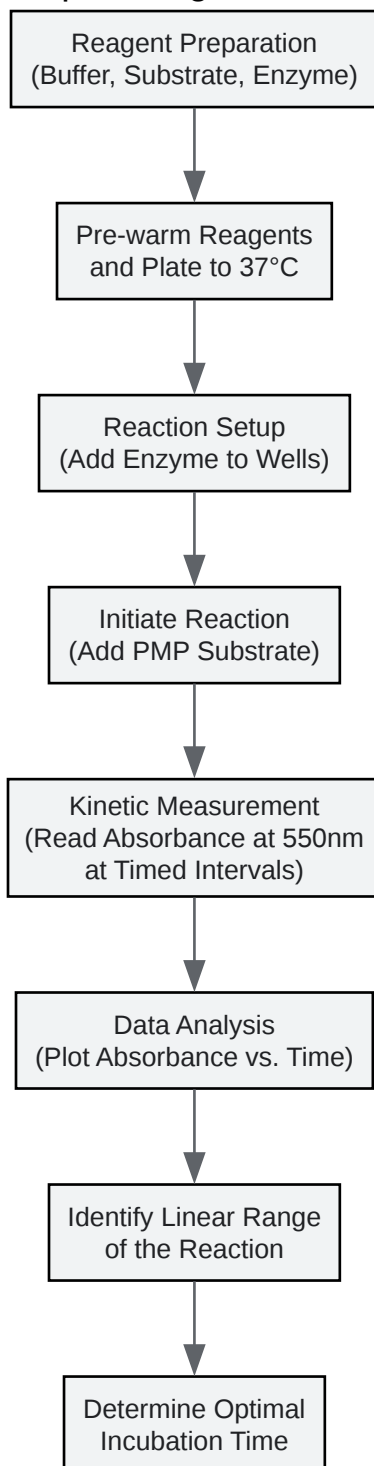 Reagent Preparation
(Buffer, Substrate, Enzyme)
Pre-warm Reagents
and Plate to 37°C
Reaction Setup
(Add Enzyme to Wells)
Initiate Reaction
(Add PMP Substrate)
Kinetic Measurement
(Read Absorbance at 550nm
at Timed Intervals)
Data Analysis
(Plot Absorbance vs. Time)
Identify Linear Range
of the Reaction
Determine Optimal
Incubation Time